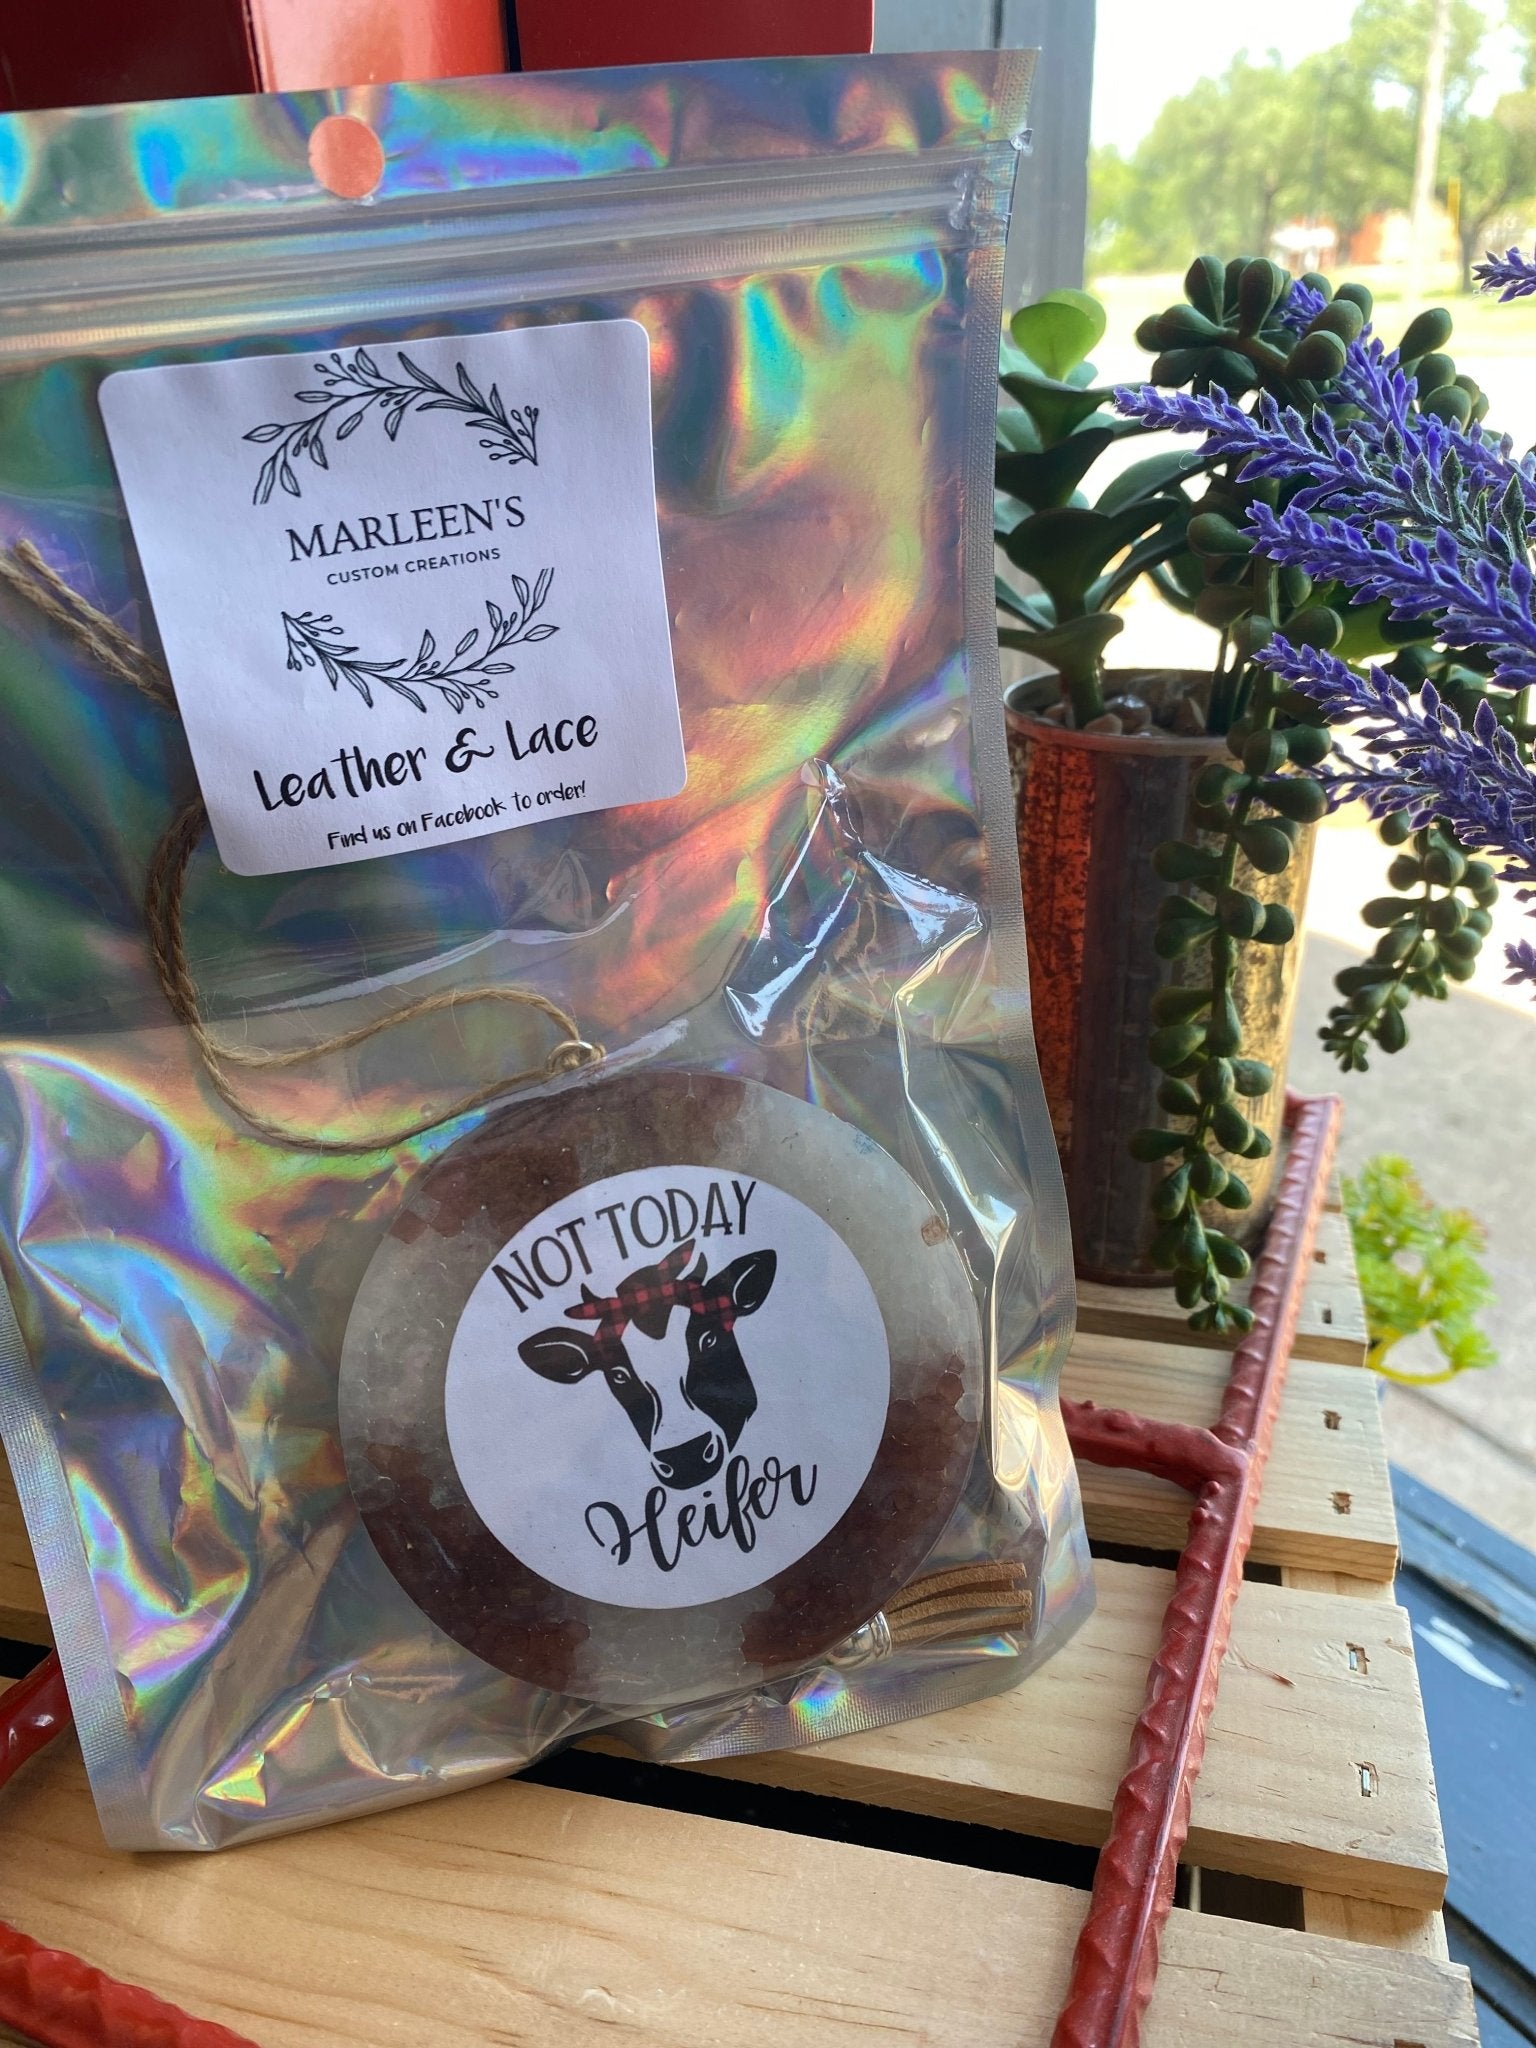 MARLEEN'S
CUSTOM CREATIONS
Leather & Lace
Find us on Facebook to order!
NOT TODAY
Heifer